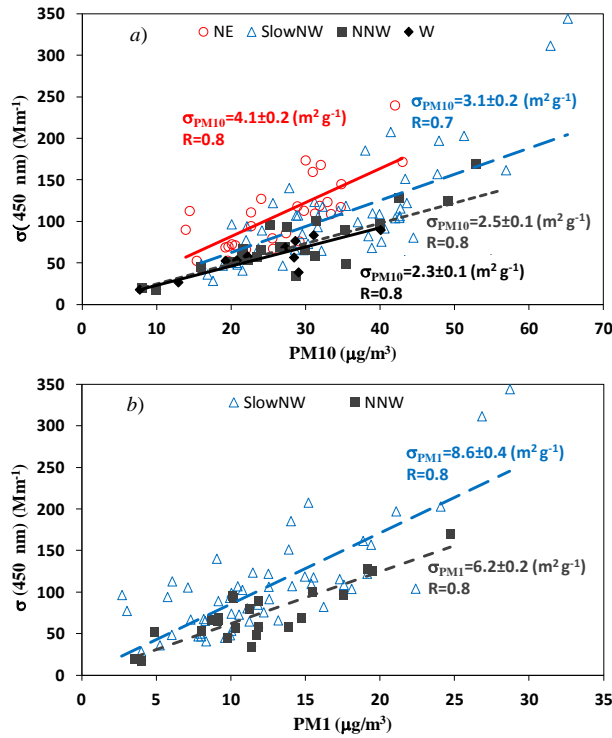 a)
NE SlowNW NNW W
σPM10=4.1±0.2 (m² g⁻¹)
R=0.8
σPM10=3.1±0.2 (m² g⁻¹)
R=0.7
σPM10=2.5±0.1 (m² g⁻¹)
R=0.8
σPM10=2.3±0.1 (m² g⁻¹)
R=0.8
σ( 450 nm) (Mm⁻¹)
350
300
250
200
150
100
50
0
0 10 20 30 40 50 60 70
PM10 (µg/m³)
b)
SlowNW NNW
σPM1=8.6±0.4 (m² g⁻¹)
R=0.8
σPM1=6.2±0.2 (m² g⁻¹)
R=0.8
σ (450 nm) (Mm⁻¹)
350
300
250
200
150
100
50
0
0 5 10 15 20 25 30 35
PM1 (µg/m³)